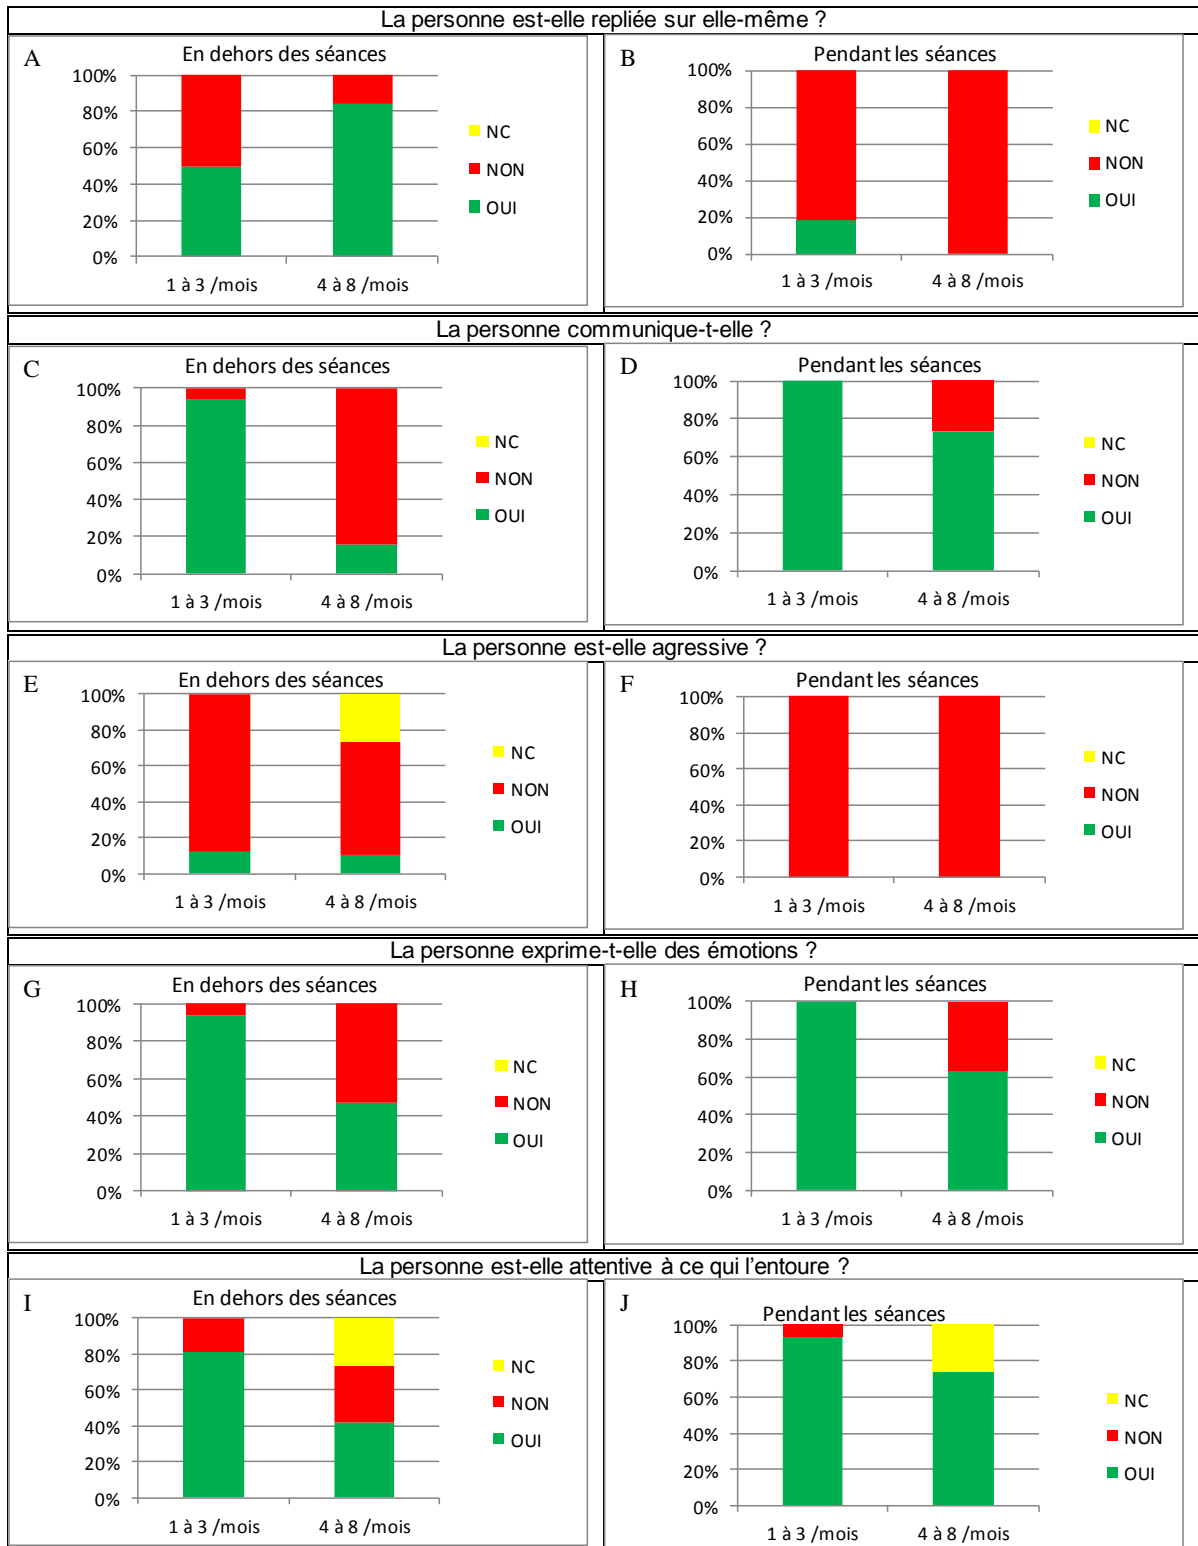 La personne est-elle repliée sur elle-même ?
A
En dehors des séances
100%
80%
60%
40%
20%
0%
1 à 3 /mois
4 à 8 /mois
NC
NON
OUI
B
Pendant les séances
100%
80%
60%
40%
20%
0%
1 à 3 /mois
4 à 8 /mois
NC
NON
OUI
La personne communique-t-elle ?
C
En dehors des séances
100%
80%
60%
40%
20%
0%
1 à 3 /mois
4 à 8 /mois
NC
NON
OUI
D
Pendant les séances
100%
80%
60%
40%
20%
0%
1 à 3 /mois
4 à 8 /mois
NC
NON
OUI
La personne est-elle agressive ?
E
En dehors des séances
100%
80%
60%
40%
20%
0%
1 à 3 /mois
4 à 8 /mois
NC
NON
OUI
F
Pendant les séances
100%
80%
60%
40%
20%
0%
1 à 3 /mois
4 à 8 /mois
NC
NON
OUI
La personne exprime-t-elle des émotions ?
G
En dehors des séances
100%
80%
60%
40%
20%
0%
1 à 3 /mois
4 à 8 /mois
NC
NON
OUI
H
Pendant les séances
100%
80%
60%
40%
20%
0%
1 à 3 /mois
4 à 8 /mois
NC
NON
OUI
La personne est-elle attentive à ce qui l'entoure ?
I
En dehors des séances
100%
80%
60%
40%
20%
0%
1 à 3 /mois
4 à 8 /mois
NC
NON
OUI
J
Pendant les séances
100%
80%
60%
40%
20%
0%
1 à 3 /mois
4 à 8 /mois
NC
NON
OUI